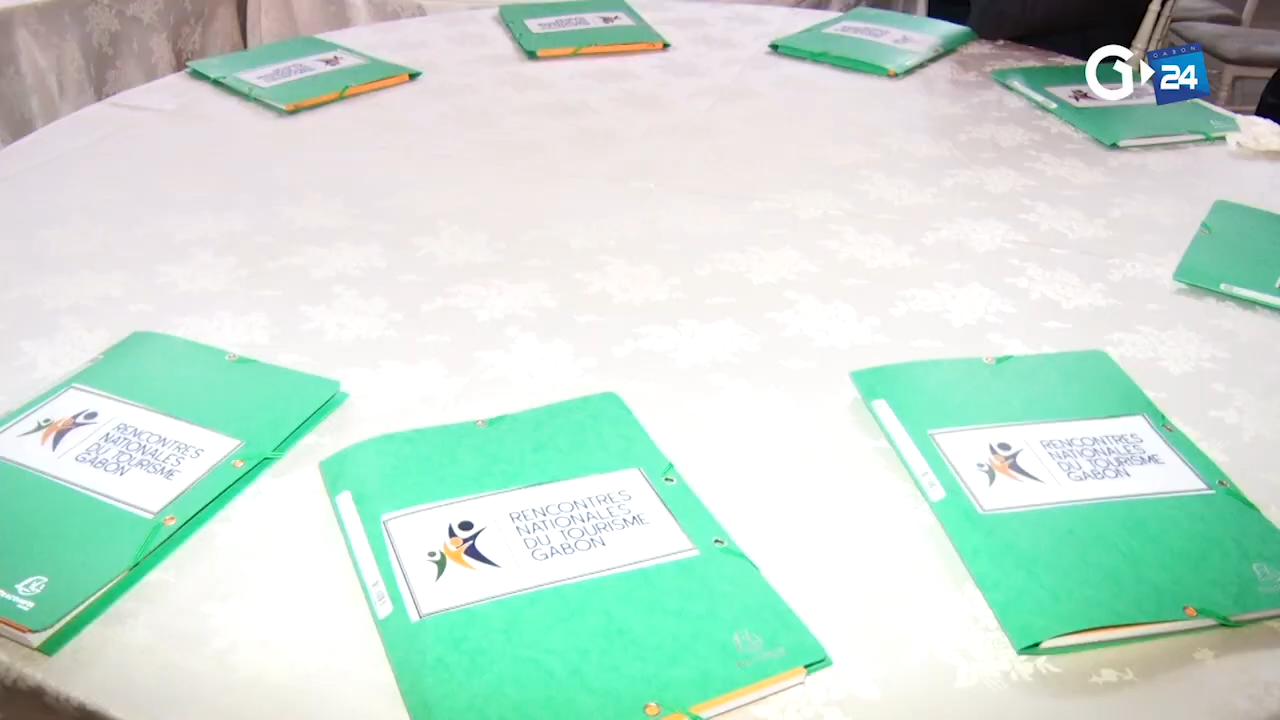 GABON
24
RENCONTRES
NATIONALES
DU TOURISME
GABON
RENCONTRES
NATIONALES
DU TOURISME
GABON
RENCONTRES
NATIONALES
DU TOURISME
GABON